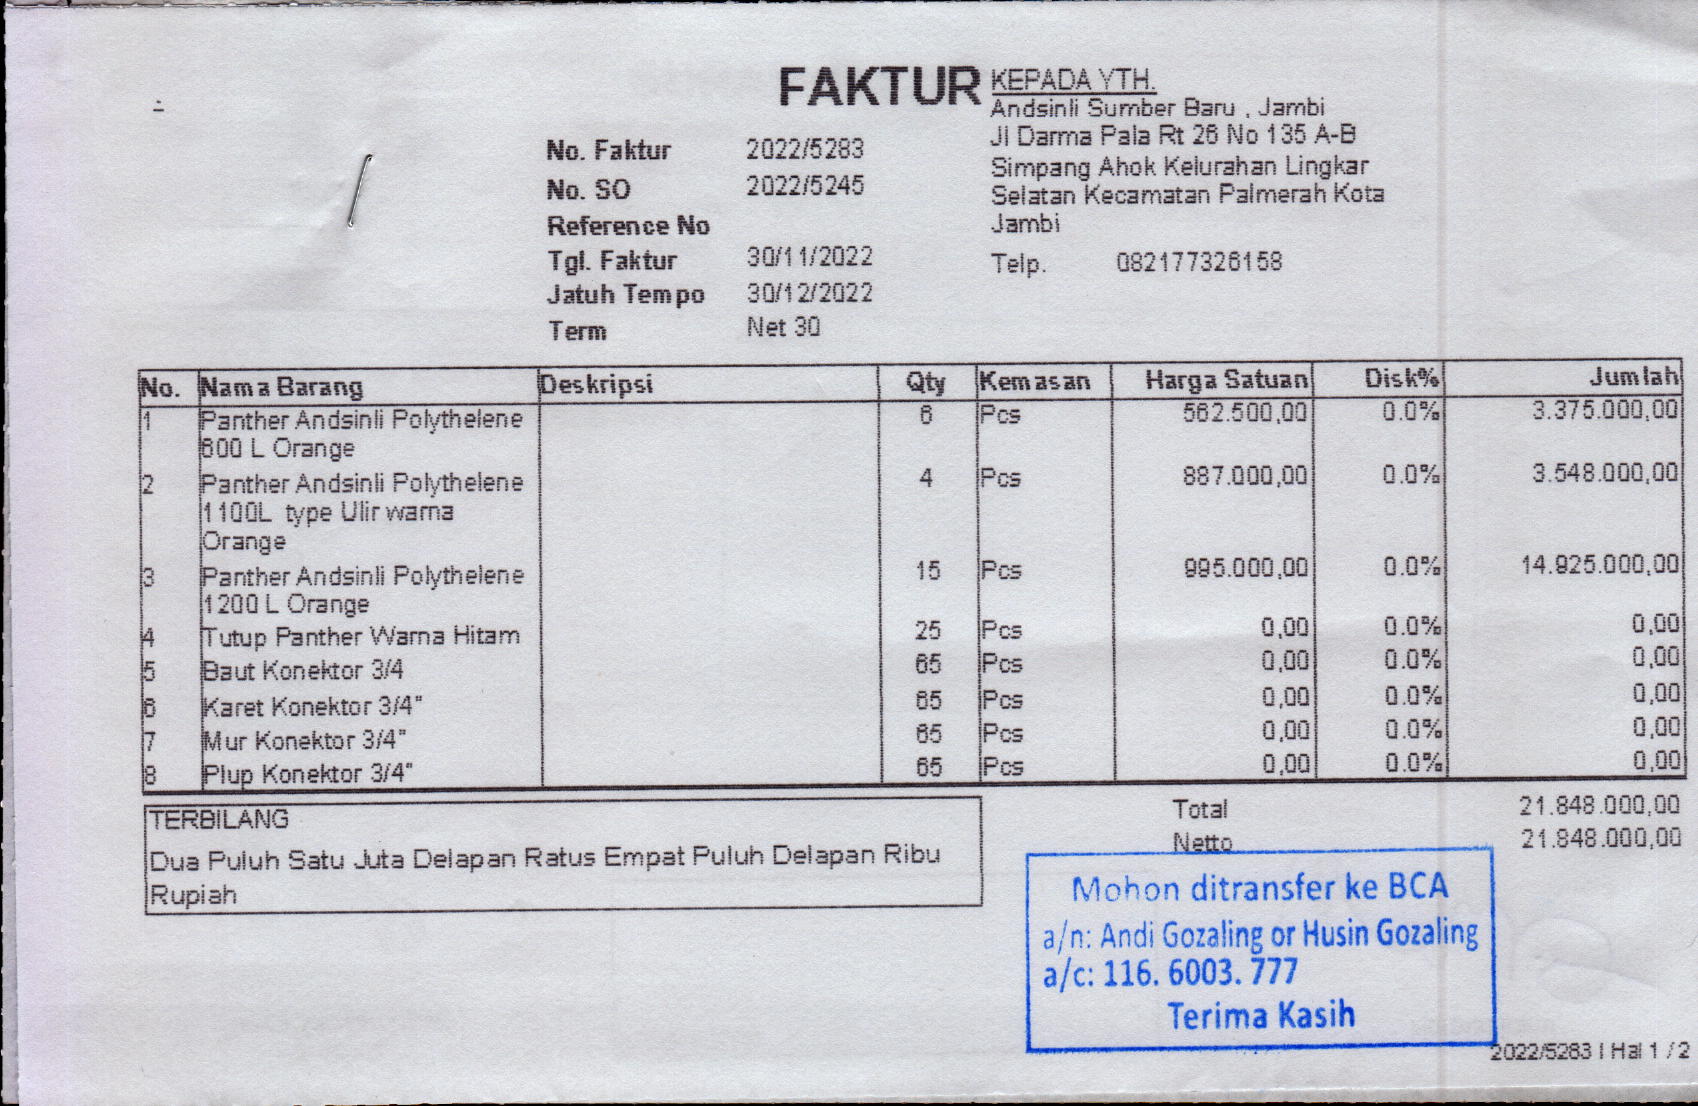 FAKTUR
KEPADA YTH.
Andsinli Sumber Baru , Jambi
Jl Darma Pala Rt 26 No 135 A-B
Simpang Ahok Kelurahan Lingkar
Selatan Kecamatan Palmerah Kota
Jambi
Telp. 082177326158
No. Faktur 2022/5283
No. SO 2022/5245
Reference No
Tgl. Faktur 30/11/2022
Jatuh Tempo 30/12/2022
Term Net 30
No. Nama Barang Deskripsi Qty Kemasan Harga Satuan Disk% Jumlah
1 Panther Andsinli Polythelene 6 Pcs 562.500,00 0.0% 3.375.000,00
600 L Orange
2 Panther Andsinli Polythelene 4 Pcs 887.000,00 0.0% 3.548.000,00
1100L type Ulir warna
Orange
3 Panther Andsinli Polythelene 15 Pcs 995.000,00 0.0% 14.925.000,00
1200 L Orange
4 Tutup Panther Warna Hitam 25 Pcs 0,00 0.0% 0,00
5 Baut Konektor 3/4 65 Pcs 0,00 0.0% 0,00
6 Karet Konektor 3/4" 65 Pcs 0,00 0.0% 0,00
7 Mur Konektor 3/4" 65 Pcs 0,00 0.0% 0,00
8 Plup Konektor 3/4" 65 Pcs 0,00 0.0% 0,00
TERBILANG
Dua Puluh Satu Juta Delapan Ratus Empat Puluh Delapan Ribu
Rupiah
Total 21.848.000,00
Netto 21.848.000,00
Mohon ditransfer ke BCA
a/n: Andi Gozaling or Husin Gozaling
a/c: 116. 6003. 777
Terima Kasih
2022/5283 | Hal 1 / 2